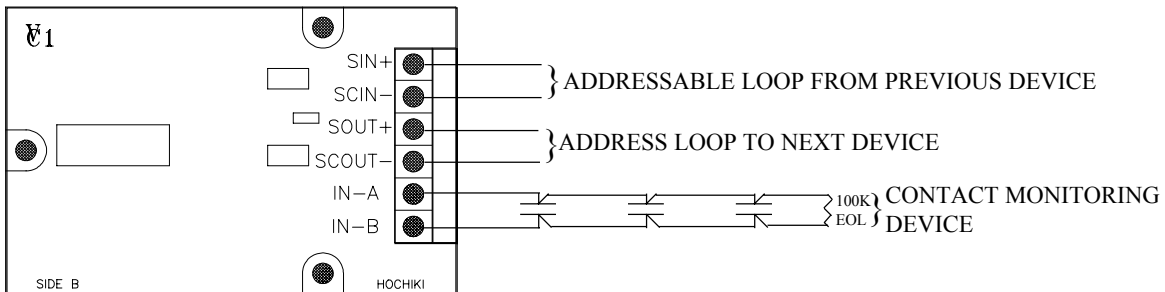 SIN+
SCIN-
ADDRESSABLE LOOP FROM PREVIOUS DEVICE
SOUT+
SCOUT-
ADDRESS LOOP TO NEXT DEVICE
IN-A
IN-B
100K
EOL
CONTACT MONITORING
DEVICE
SIDE B
HOCHIKI